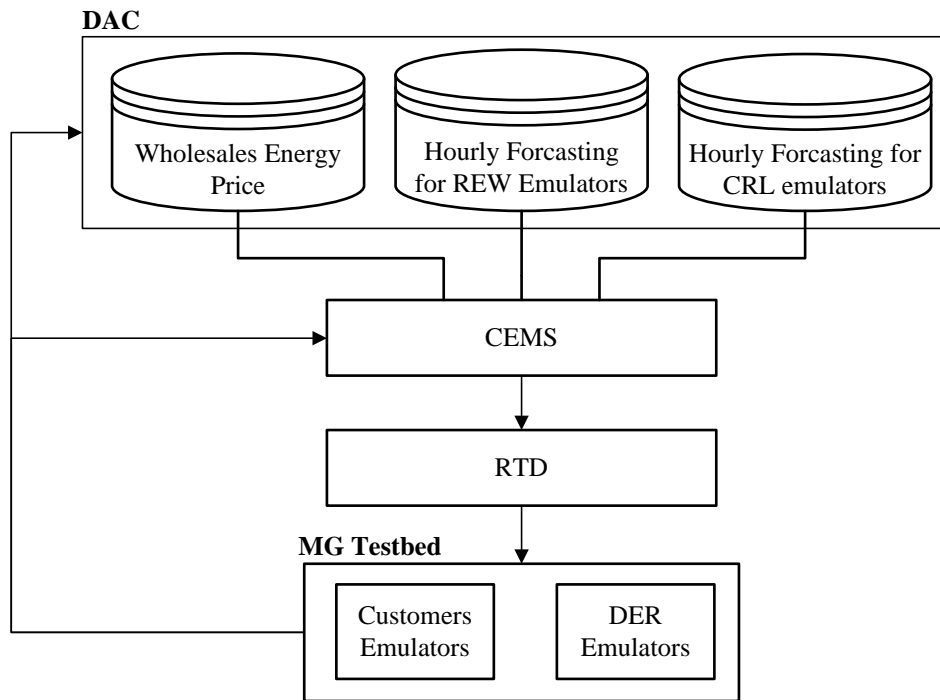 DAC
Wholesales Energy
Price
Hourly Forcasting
for REW Emulators
Hourly Forcasting for
CRL emulators
CEMS
RTD
MG Testbed
Customers
Emulators
DER
Emulators